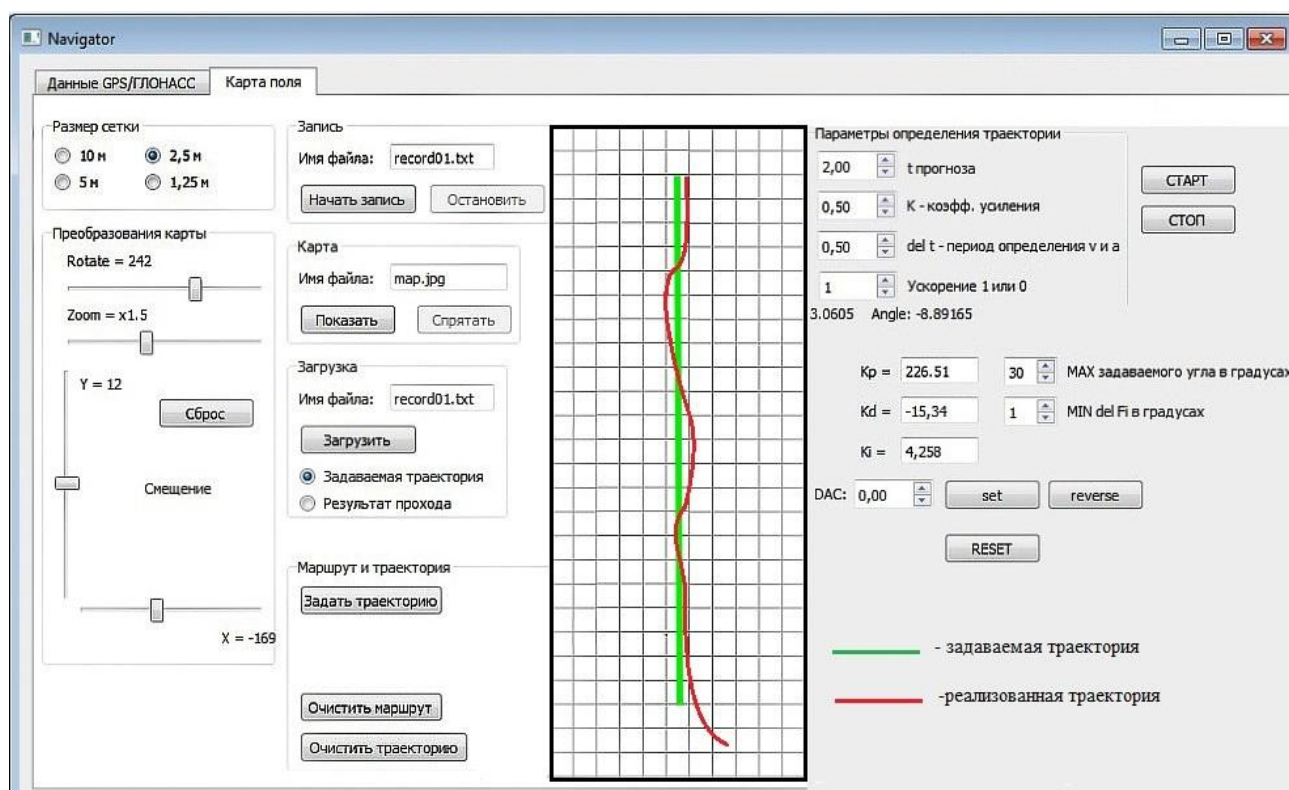 Navigator
Данные GPS/ГЛОНАСС
Карта поля
Размер сетки
10 м
2,5 м
5 м
1,25 м
Преобразования карты
Rotate = 242
Zoom = x1.5
Y = 12
Сброс
Смещение
X = -169
Запись
Имя файла: record01.txt
Начать запись
Остановить
Карта
Имя файла: map.jpg
Показать
Спрятать
Загрузка
Имя файла: record01.txt
Загрузить
Задаваемая траектория
Результат прохода
Маршрут и траектория
Задать траекторию
Очистить маршрут
Очистить траекторию
Параметры определения траектории
2,00 t прогноза
0,50 К - коэфф. усиления
0,50 del t - период определения v и a
1 Ускорение 1 или 0
СТАРТ
СТОП
3.0605 Angle: -8.89165
Kp = 226.51
30 MAX задаваемого угла в градусах
Kd = -15,34
1 MIN del Fi в градусах
Ki = 4,258
DAC: 0,00
set
reverse
RESET
- задаваемая траектория
-реализованная траектория